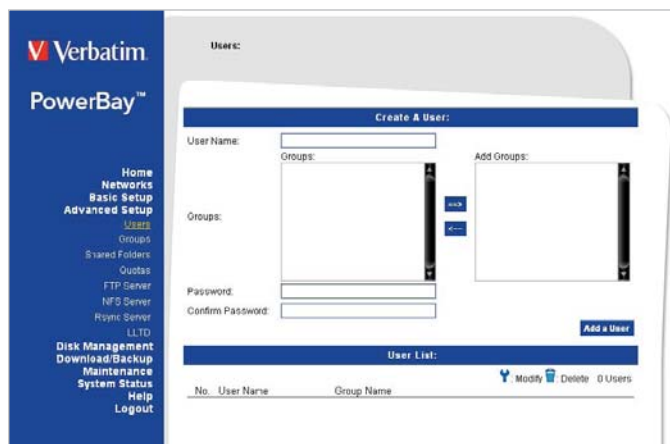 Verbatim.
PowerBay™
Home
Networks
Basic Setup
Advanced Setup
Users
Groups
Shared Folders
Quotas
FTP Server
NFS Server
Rsync Server
LLTD
Disk Management
Download/Backup
Maintenance
System Status
Help
Logout
Users:
Create A User:
User Name:
Groups: Add Groups:
Groups:
==>
<---
Password:
Confirm Password:
Add a User
User List:
: Modify : Delete 0 Users
No. User Name Group Name